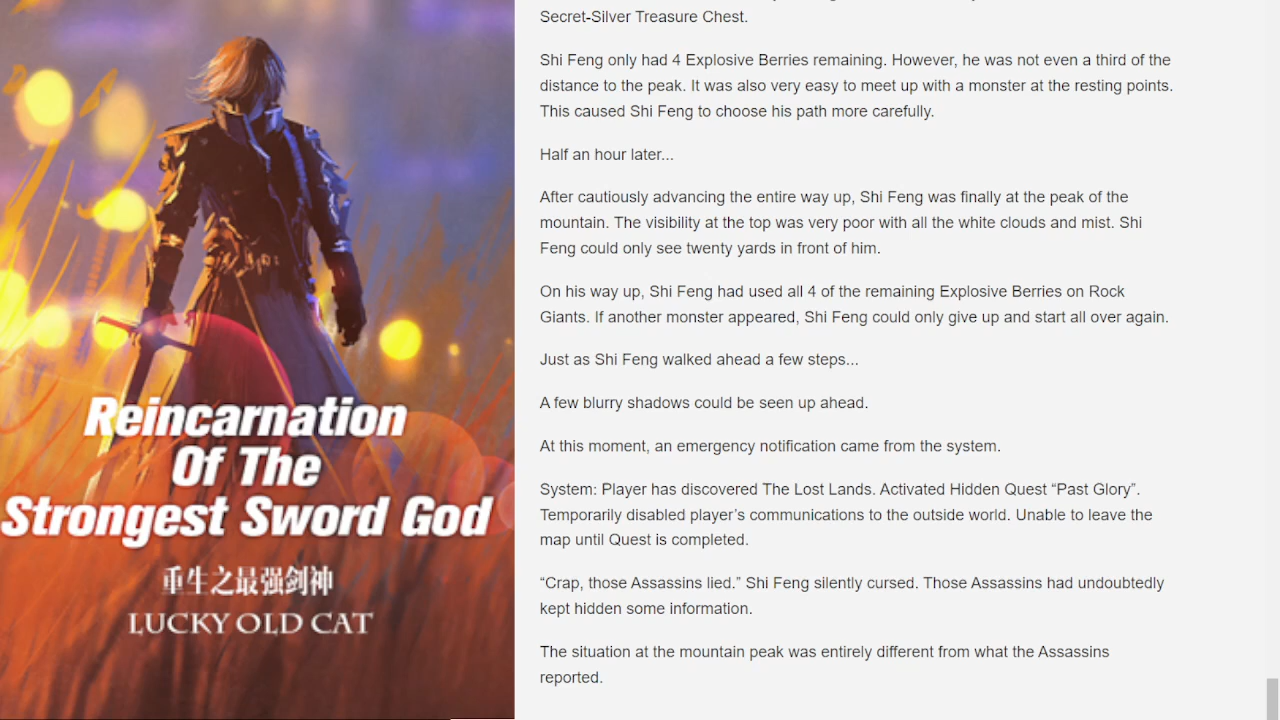 Reincarnation
Of The
Strongest Sword God
重生之最强剑神
LUCKY OLD CAT
Secret-Silver Treasure Chest.
Shi Feng only had 4 Explosive Berries remaining. However, he was not even a third of the
distance to the peak. It was also very easy to meet up with a monster at the resting points.
This caused Shi Feng to choose his path more carefully.
Half an hour later...
After cautiously advancing the entire way up, Shi Feng was finally at the peak of the
mountain. The visibility at the top was very poor with all the white clouds and mist. Shi
Feng could only see twenty yards in front of him.
On his way up, Shi Feng had used all 4 of the remaining Explosive Berries on Rock
Giants. If another monster appeared, Shi Feng could only give up and start all over again.
Just as Shi Feng walked ahead a few steps...
A few blurry shadows could be seen up ahead.
At this moment, an emergency notification came from the system.
System: Player has discovered The Lost Lands. Activated Hidden Quest “Past Glory”.
Temporarily disabled player’s communications to the outside world. Unable to leave the
map until Quest is completed.
“Crap, those Assassins lied.” Shi Feng silently cursed. Those Assassins had undoubtedly
kept hidden some information.
The situation at the mountain peak was entirely different from what the Assassins
reported.